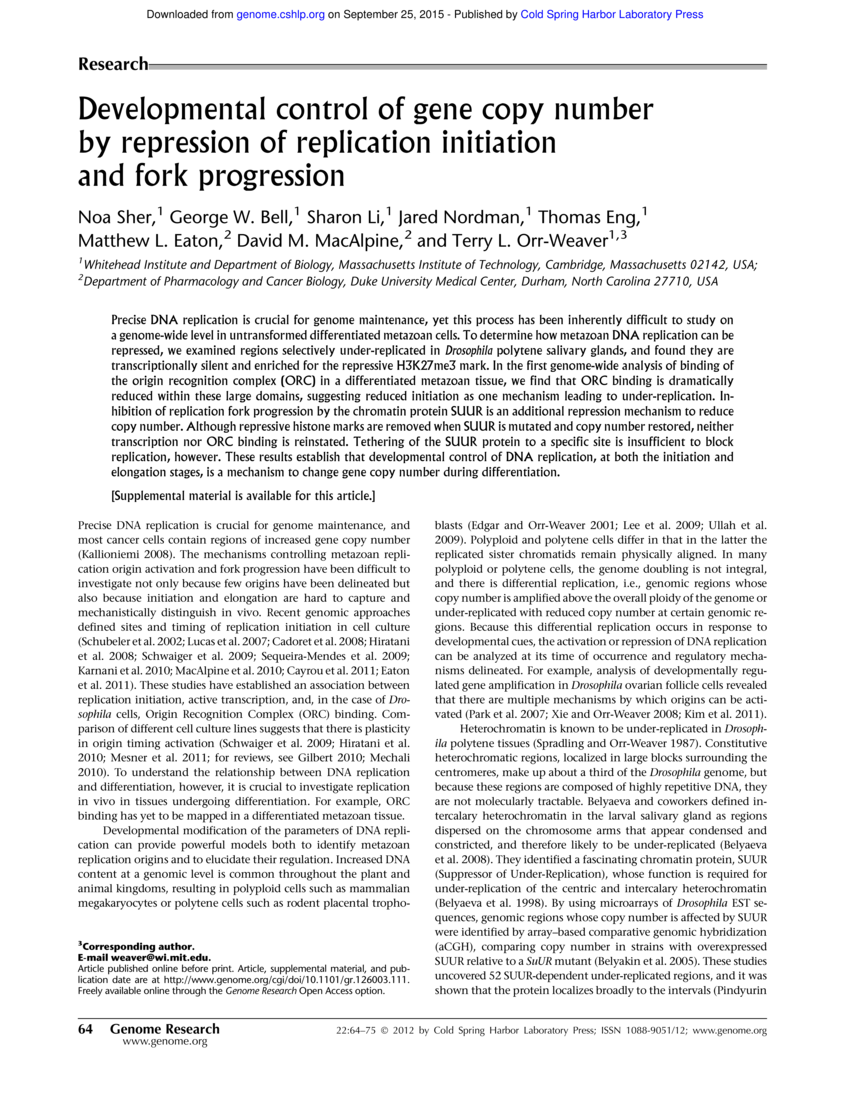 Downloaded from genome.cshlp.org on September 25, 2015 - Published by Cold Spring Harbor Laboratory Press
Research
Developmental control of gene copy number
by repression of replication initiation
and fork progression
Noa Sher,1 George W. Bell,1 Sharon Li,1 Jared Nordman,1 Thomas Eng,1
Matthew L. Eaton,2 David M. MacAlpine,2 and Terry L. Orr-Weaver1,3
1Whitehead Institute and Department of Biology, Massachusetts Institute of Technology, Cambridge, Massachusetts 02142, USA;
2Department of Pharmacology and Cancer Biology, Duke University Medical Center, Durham, North Carolina 27710, USA
Precise DNA replication is crucial for genome maintenance, yet this process has been inherently difficult to study on
a genome-wide level in untransformed differentiated metazoan cells. To determine how metazoan DNA replication can be
repressed, we examined regions selectively under-replicated in Drosophila polytene salivary glands, and found they are
transcriptionally silent and enriched for the repressive H3K27me3 mark. In the first genome-wide analysis of binding of
the origin recognition complex (ORC) in a differentiated metazoan tissue, we find that ORC binding is dramatically
reduced within these large domains, suggesting reduced initiation as one mechanism leading to under-replication. In-
hibition of replication fork progression by the chromatin protein SUUR is an additional repression mechanism to reduce
copy number. Although repressive histone marks are removed when SUUR is mutated and copy number restored, neither
transcription nor ORC binding is reinstated. Tethering of the SUUR protein to a specific site is insufficient to block
replication, however. These results establish that developmental control of DNA replication, at both the initiation and
elongation stages, is a mechanism to change gene copy number during differentiation.
[Supplemental material is available for this article.]
Precise DNA replication is crucial for genome maintenance, and
most cancer cells contain regions of increased gene copy number
(Kallioniemi 2008). The mechanisms controlling metazoan repli-
cation origin activation and fork progression have been difficult to
investigate not only because few origins have been delineated but
also because initiation and elongation are hard to capture and
mechanistically distinguish in vivo. Recent genomic approaches
defined sites and timing of replication initiation in cell culture
(Schubeler et al. 2002; Lucas et al. 2007; Cadoret et al. 2008; Hiratani
et al. 2008; Schwaiger et al. 2009; Sequeira-Mendes et al. 2009;
Karnani et al. 2010; MacAlpine et al. 2010; Cayrou et al. 2011; Eaton
et al. 2011). These studies have established an association between
replication initiation, active transcription, and, in the case of Dro-
sophila cells, Origin Recognition Complex (ORC) binding. Com-
parison of different cell culture lines suggests that there is plasticity
in origin timing activation (Schwaiger et al. 2009; Hiratani et al.
2010; Mesner et al. 2011; for reviews, see Gilbert 2010; Mechali
2010). To understand the relationship between DNA replication
and differentiation, however, it is crucial to investigate replication
in vivo in tissues undergoing differentiation. For example, ORC
binding has yet to be mapped in a differentiated metazoan tissue.
Developmental modification of the parameters of DNA repli-
cation can provide powerful models both to identify metazoan
replication origins and to elucidate their regulation. Increased DNA
content at a genomic level is common throughout the plant and
animal kingdoms, resulting in polyploid cells such as mammalian
megakaryocytes or polytene cells such as rodent placental tropho-
3Corresponding author.
E-mail weaver@wi.mit.edu.
Article published online before print. Article, supplemental material, and pub-
lication date are at http://www.genome.org/cgi/doi/10.1101/gr.126003.111.
Freely available online through the Genome Research Open Access option.
blasts (Edgar and Orr-Weaver 2001; Lee et al. 2009; Ullah et al.
2009). Polyploid and polytene cells differ in that in the latter the
replicated sister chromatids remain physically aligned. In many
polyploid or polytene cells, the genome doubling is not integral,
and there is differential replication, i.e., genomic regions whose
copy number is amplified above the overall ploidy of the genome or
under-replicated with reduced copy number at certain genomic re-
gions. Because this differential replication occurs in response to
developmental cues, the activation or repression of DNA replication
can be analyzed at its time of occurrence and regulatory mecha-
nisms delineated. For example, analysis of developmentally regu-
lated gene amplification in Drosophila ovarian follicle cells revealed
that there are multiple mechanisms by which origins can be acti-
vated (Park et al. 2007; Xie and Orr-Weaver 2008; Kim et al. 2011).
Heterochromatin is known to be under-replicated in Drosoph-
ila polytene tissues (Spradling and Orr-Weaver 1987). Constitutive
heterochromatic regions, localized in large blocks surrounding the
centromeres, make up about a third of the Drosophila genome, but
because these regions are composed of highly repetitive DNA, they
are not molecularly tractable. Belyaeva and coworkers defined in-
tercalary heterochromatin in the larval salivary gland as regions
dispersed on the chromosome arms that appear condensed and
constricted, and therefore likely to be under-replicated (Belyaeva
et al. 2008). They identified a fascinating chromatin protein, SUUR
(Suppressor of Under-Replication), whose function is required for
under-replication of the centric and intercalary heterochromatin
(Belyaeva et al. 1998). By using microarrays of Drosophila EST se-
quences, genomic regions whose copy number is affected by SUUR
were identified by array–based comparative genomic hybridization
(aCGH), comparing copy number in strains with overexpressed
SUUR relative to a SuUR mutant (Belyakin et al. 2005). These studies
uncovered 52 SUUR-dependent under-replicated regions, and it was
shown that the protein localizes broadly to the intervals (Pindyurin
64 Genome Research
www.genome.org
22:64–75 © 2012 by Cold Spring Harbor Laboratory Press; ISSN 1088-9051/12; www.genome.org